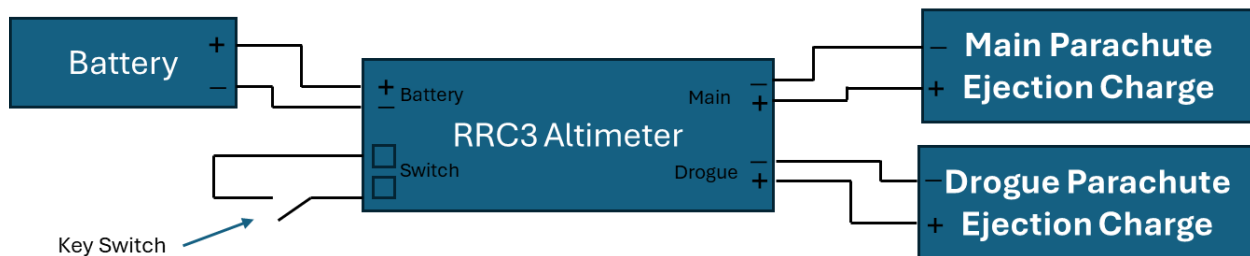 Battery
+
−
+ Battery
−
Switch
RRC3 Altimeter
Main
−
+
Drogue
−
+
− Main Parachute
+ Ejection Charge
− Drogue Parachute
+ Ejection Charge
Key Switch